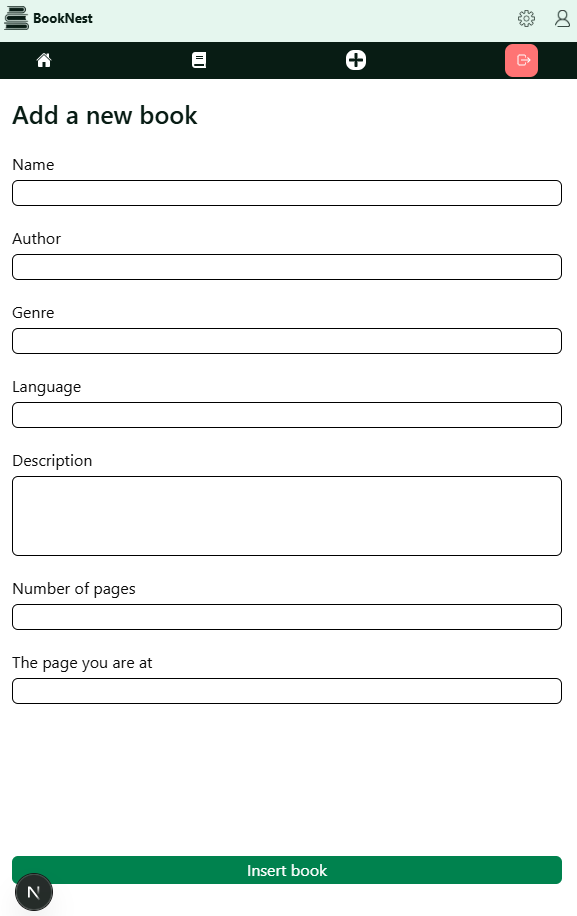 BookNest
Add a new book
Name
Author
Genre
Language
Description
Number of pages
The page you are at
Insert book
N